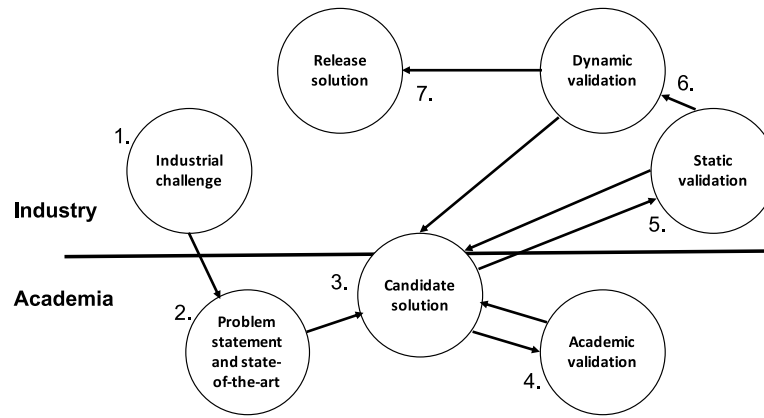 Release
solution
Dynamic
validation
7.
6.
1.
Industrial
challenge
Static
validation
Industry
5.
Academia
3.
Candidate
solution
2.
Problem
statement
and state-
of-the-art
Academic
validation
4.